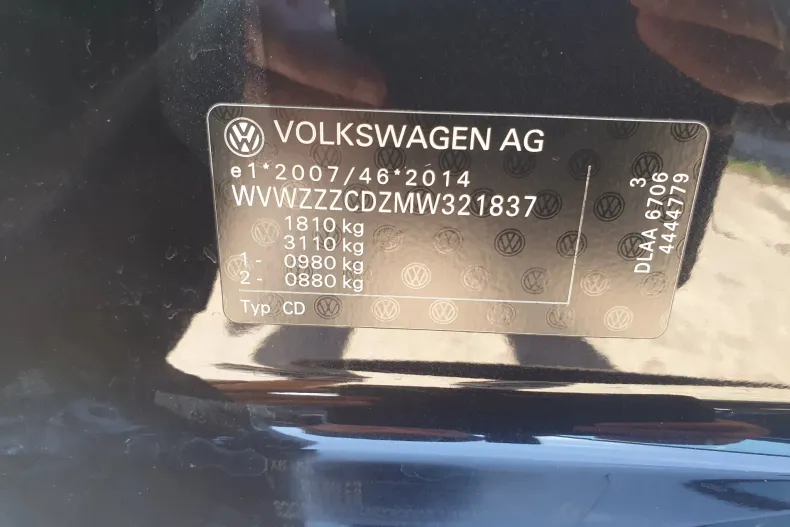 VOLKSWAGEN AG
e1*2007/46*2014
WVWZZZCDZMW321837
1810 kg
3110 kg
1 - 0980 kg
2 - 0880 kg
Typ CD
3
DLAA 6706
4444779